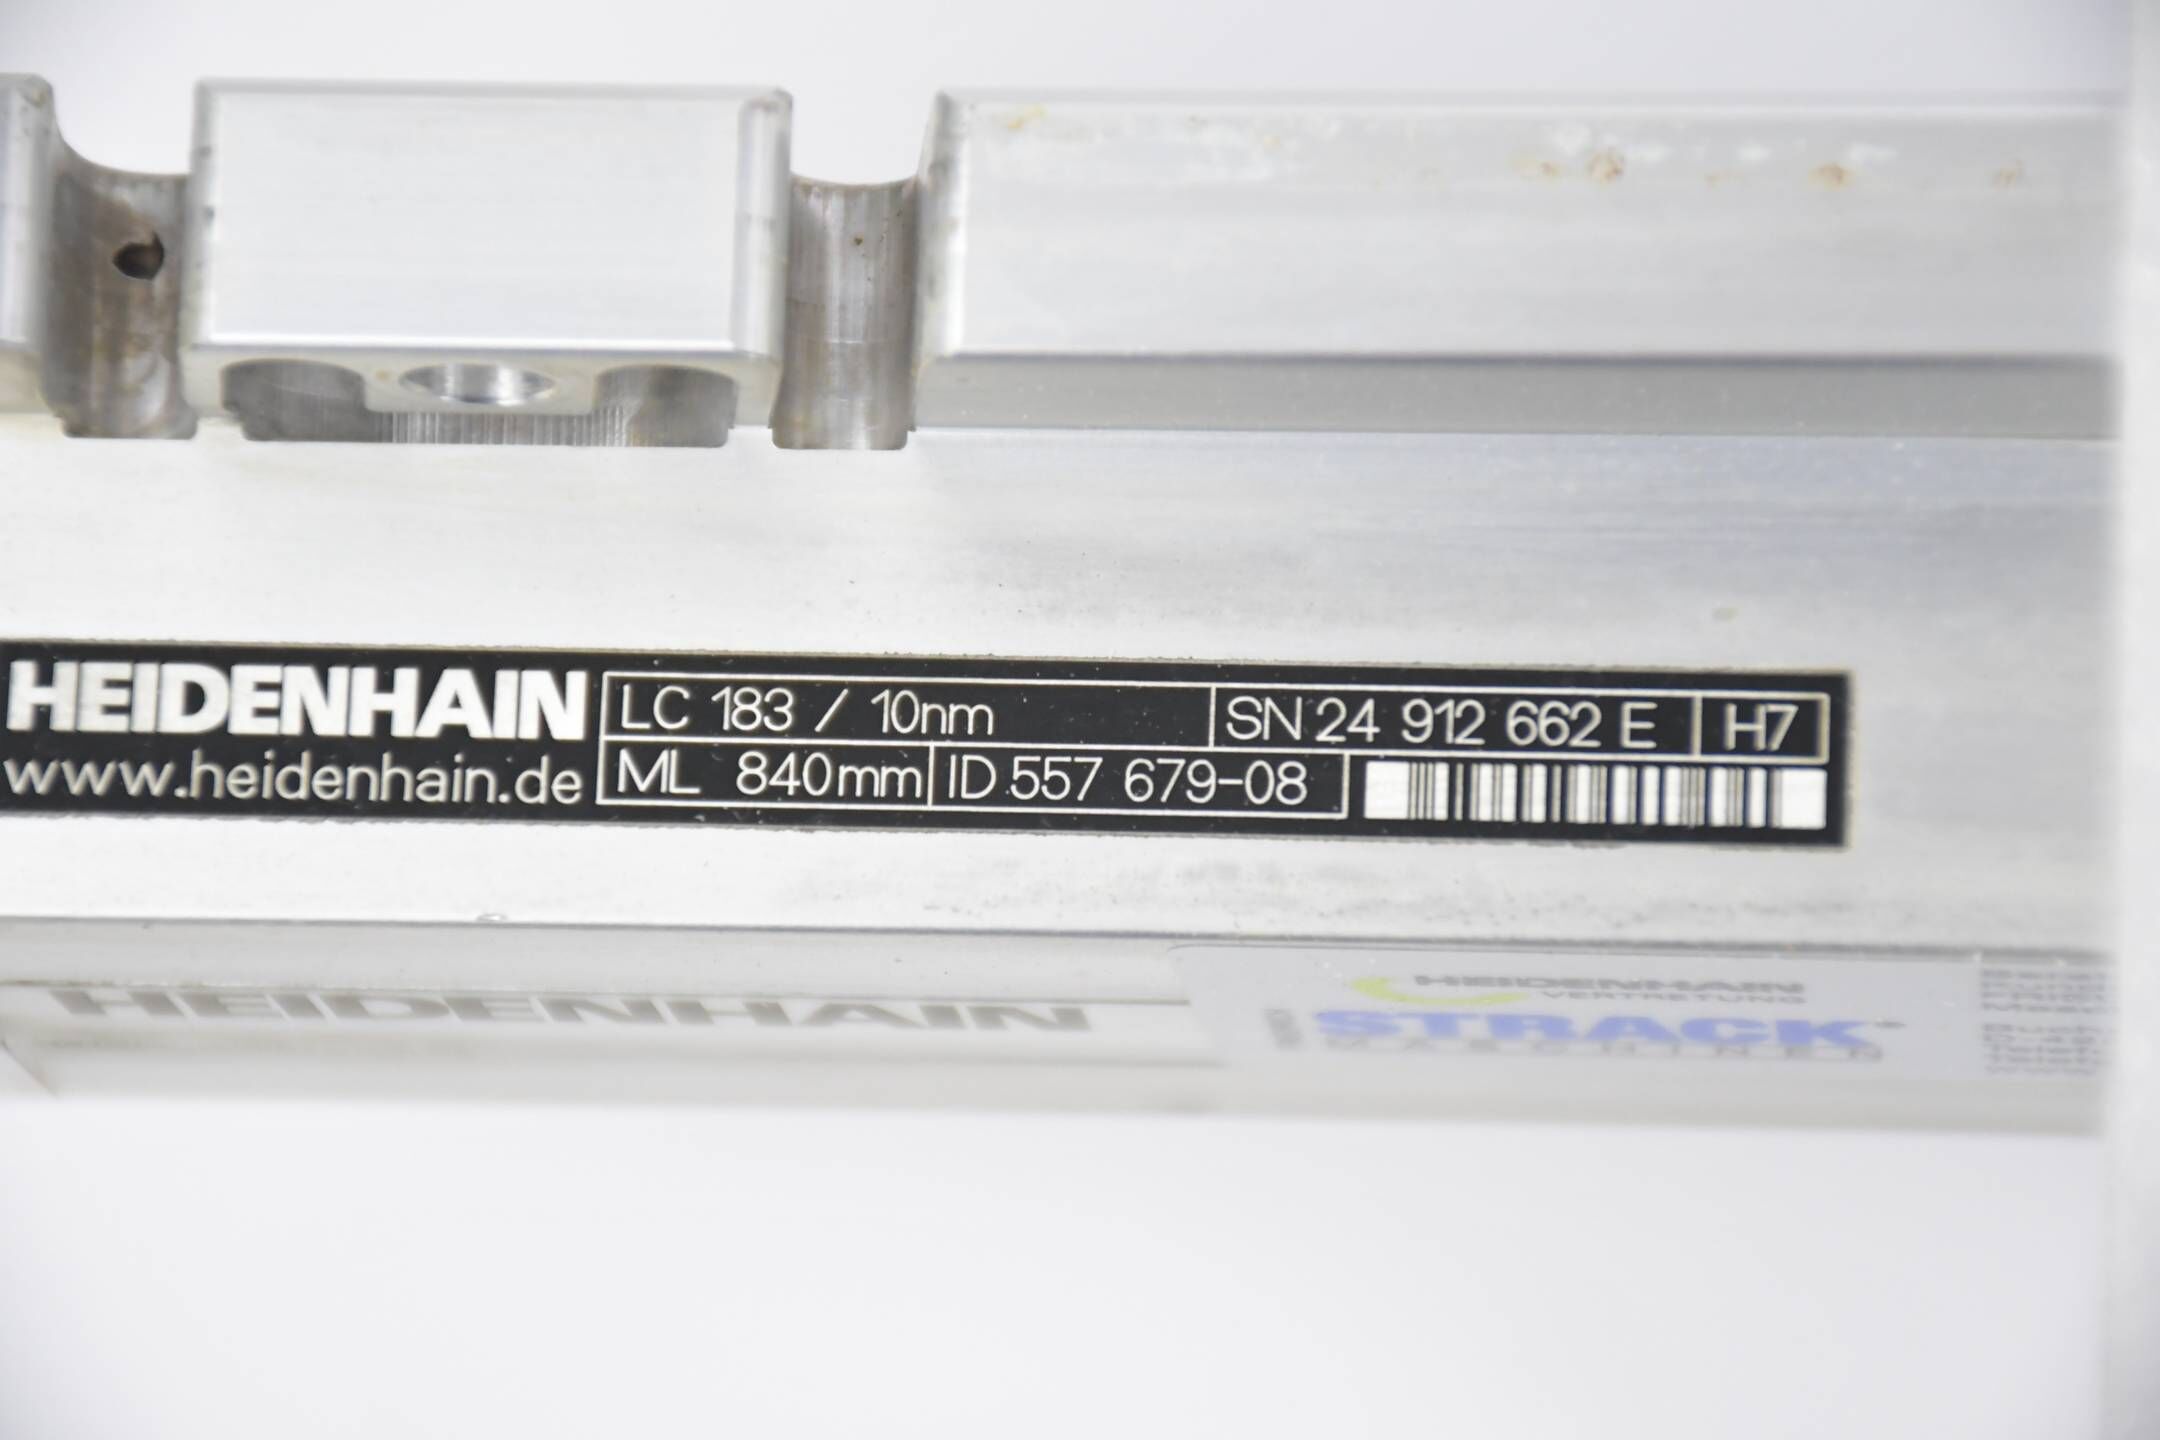 HEIDENHAIN
www.heidenhain.de
LC 183 / 10nm
SN 24 912 662 E
H7
ML 840mm
ID 557 679-08
HEIDENHAIN
HEIDENHAIN
VERTRETUNG
STRACK
MASCHINEN